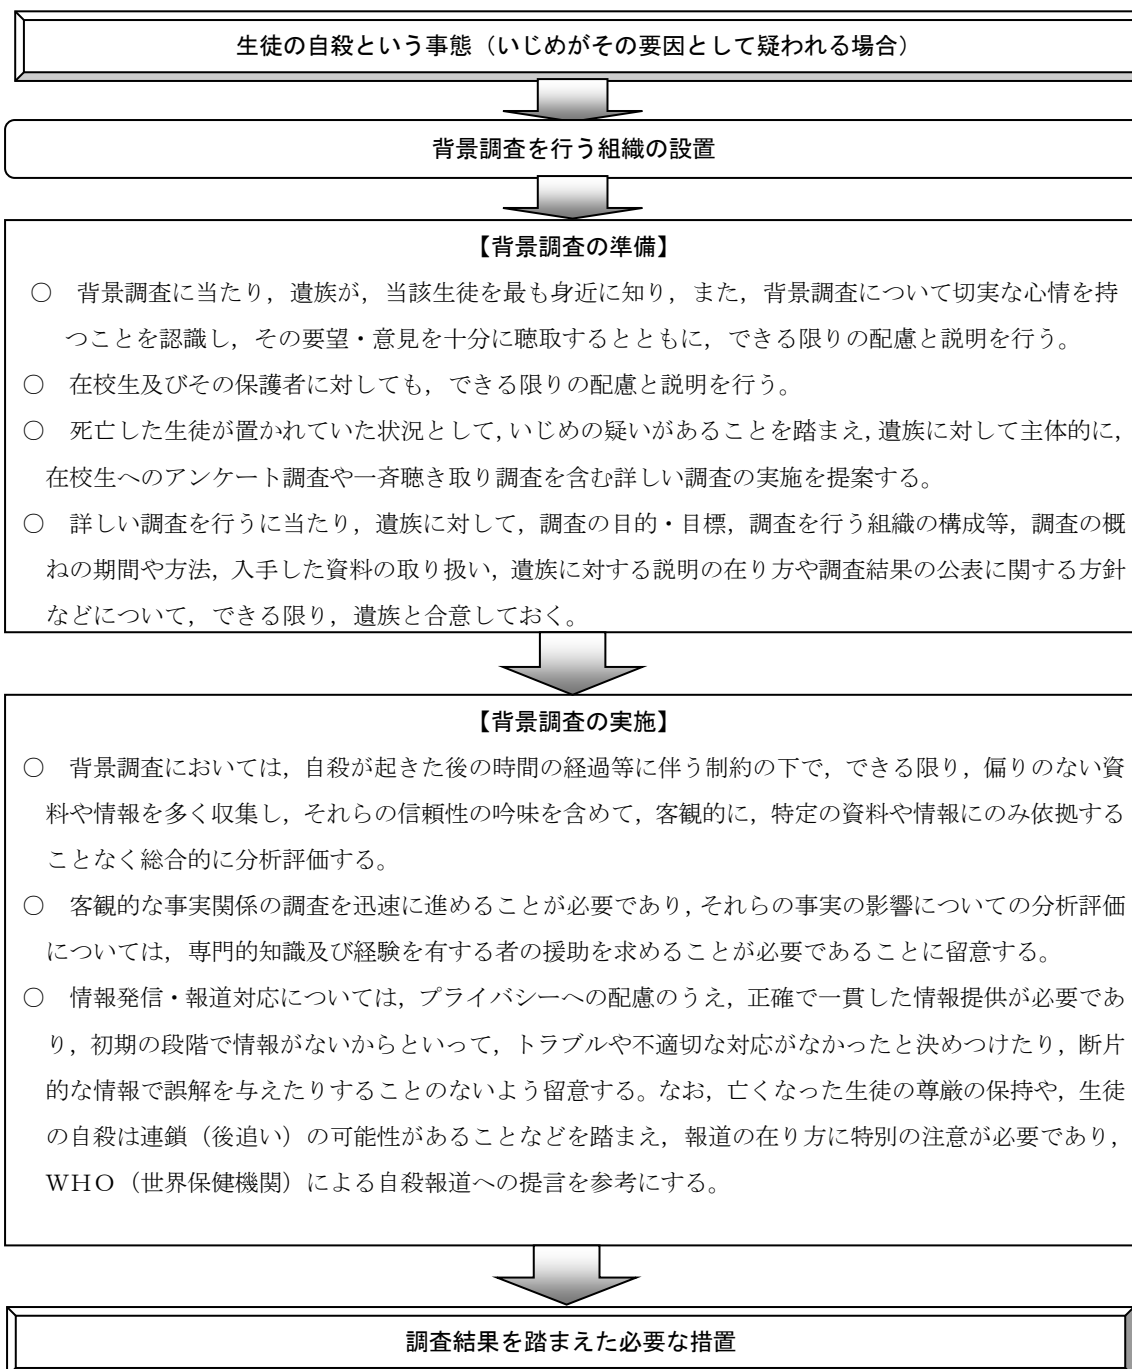 生徒の自殺という事態（いじめがその要因として疑われる場合）
背景調査を行う組織の設置
【背景調査の準備】
○　背景調査に当たり，遺族が，当該生徒を最も身近に知り，また，背景調査について切実な心情を持
つことを認識し，その要望・意見を十分に聴取するとともに，できる限りの配慮と説明を行う。
○　在校生及びその保護者に対しても，できる限りの配慮と説明を行う。
○　死亡した生徒が置かれていた状況として，いじめの疑いがあることを踏まえ，遺族に対して主体的に，
在校生へのアンケート調査や一斉聴き取り調査を含む詳しい調査の実施を提案する。
○　詳しい調査を行うに当たり，遺族に対して，調査の目的・目標，調査を行う組織の構成等，調査の概
ねの期間や方法，入手した資料の取り扱い，遺族に対する説明の在り方や調査結果の公表に関する方針
などについて，できる限り，遺族と合意しておく。
【背景調査の実施】
○　背景調査においては，自殺が起きた後の時間の経過等に伴う制約の下で，できる限り，偏りのない資
料や情報を多く収集し，それらの信頼性の吟味を含めて，客観的に，特定の資料や情報にのみ依拠する
ことなく総合的に分析評価する。
○　客観的な事実関係の調査を迅速に進めることが必要であり，それらの事実の影響についての分析評価
については，専門的知識及び経験を有する者の援助を求めることが必要であることに留意する。
○　情報発信・報道対応については，プライバシーへの配慮のうえ，正確で一貫した情報提供が必要であ
り，初期の段階で情報がないからといって，トラブルや不適切な対応がなかったと決めつけたり，断片
的な情報で誤解を与えたりすることのないよう留意する。なお，亡くなった生徒の尊厳の保持や，生徒
の自殺は連鎖（後追い）の可能性があることなどを踏まえ，報道の在り方に特別の注意が必要であり，
ＷＨＯ（世界保健機関）による自殺報道への提言を参考にする。
調査結果を踏まえた必要な措置